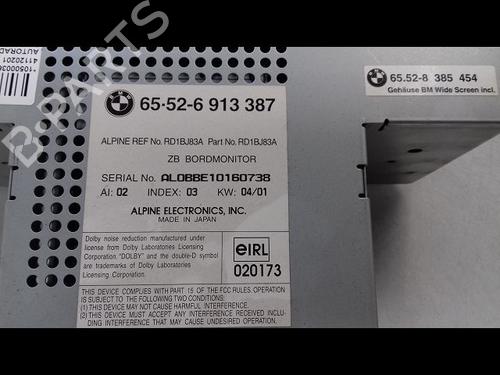 *10500003
41120201
AUTORAD
B-PARTS
65·52-6 913 387
65.52-8 385 454
Gehäuse BM Wide Screen incl.
ALPINE REF No. RD1BJ83A Part No. RD1BJ83A
ZB BORDMONITOR
SERIAL No. AL0BBE10160738
AI: 02 INDEX: 03 KW: 04/01
ALPINE ELECTRONICS, INC.
MADE IN JAPAN
Dolby noise reduction manufactured under
license from Dolby Laboratories Licensing
Corporation "DOLBY" and the double-D symbol
are trademarks of Dolby Laboratories
Licensing Corporation.
eIRL
020173
THIS DEVICE COMPLIES WITH PART 15 OF THE FCC RULES. OPERATION
IS SUBJECT TO THE FOLLOWING TWO CONDITIONS:
(1) THIS DEVICE MAY NOT CAUSE HARMFUL INTERFERENCE.
(2) THIS DEVICE MUST ACCEPT ANY INTERFERENCE RECEIVED INCLU-
DING INTERFERENCE THAT MAY CAUSE UNDESIRED OPERATION.